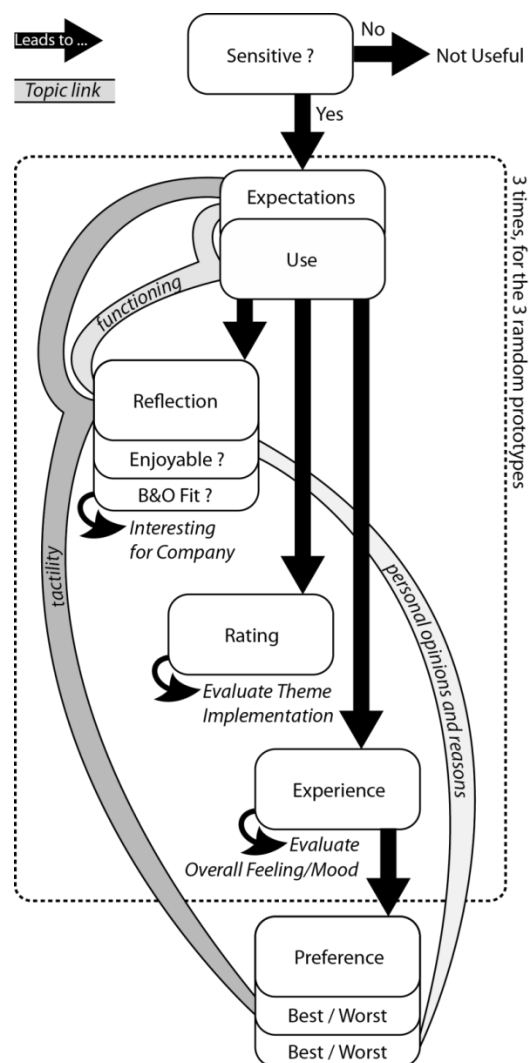 Leads to ...
Topic link
Sensitive ?
No
Not Useful
Yes
3 times, for the 3 ramdom prototypes
Expectations
Use
functioning
Reflection
Enjoyable ?
B&O Fit ?
Interesting
for Company
tactility
personal opinions and reasons
Rating
Evaluate Theme
Implementation
Experience
Evaluate
Overall Feeling/Mood
Preference
Best / Worst
Best / Worst